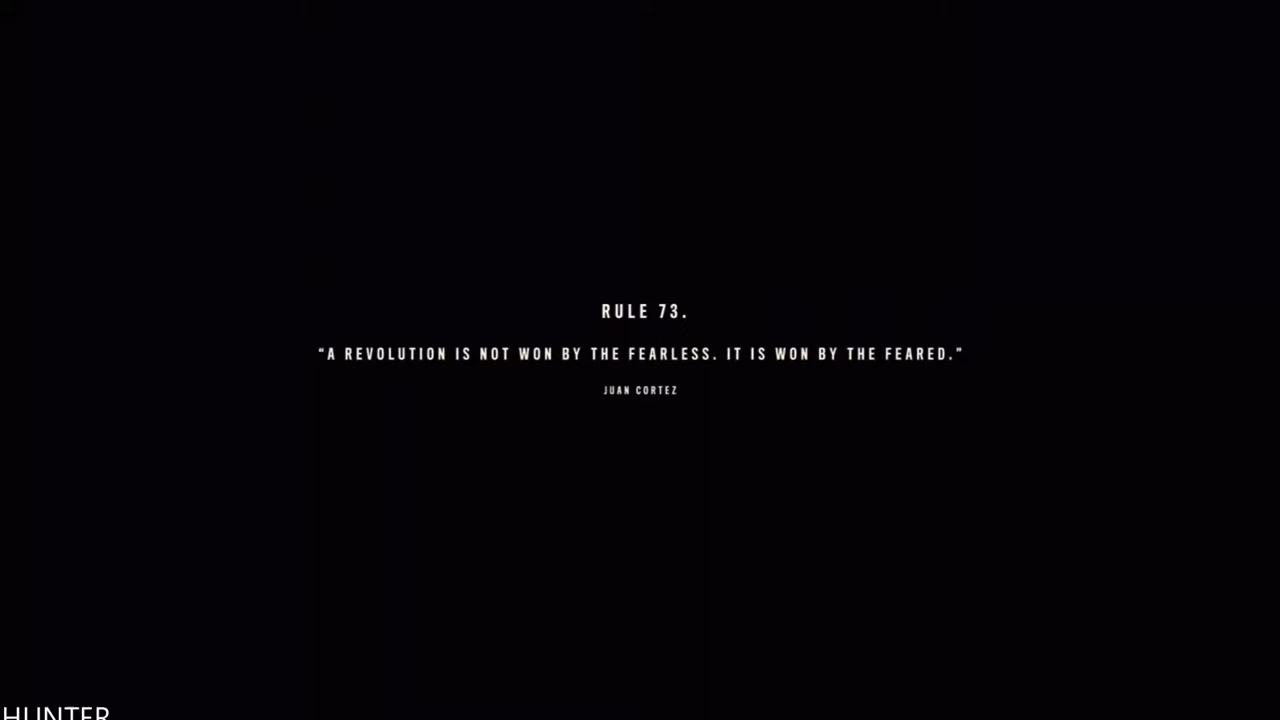 RULE 73.
“A REVOLUTION IS NOT WON BY THE FEARLESS. IT IS WON BY THE FEARED.”
JUAN CORTEZ
HUNTER